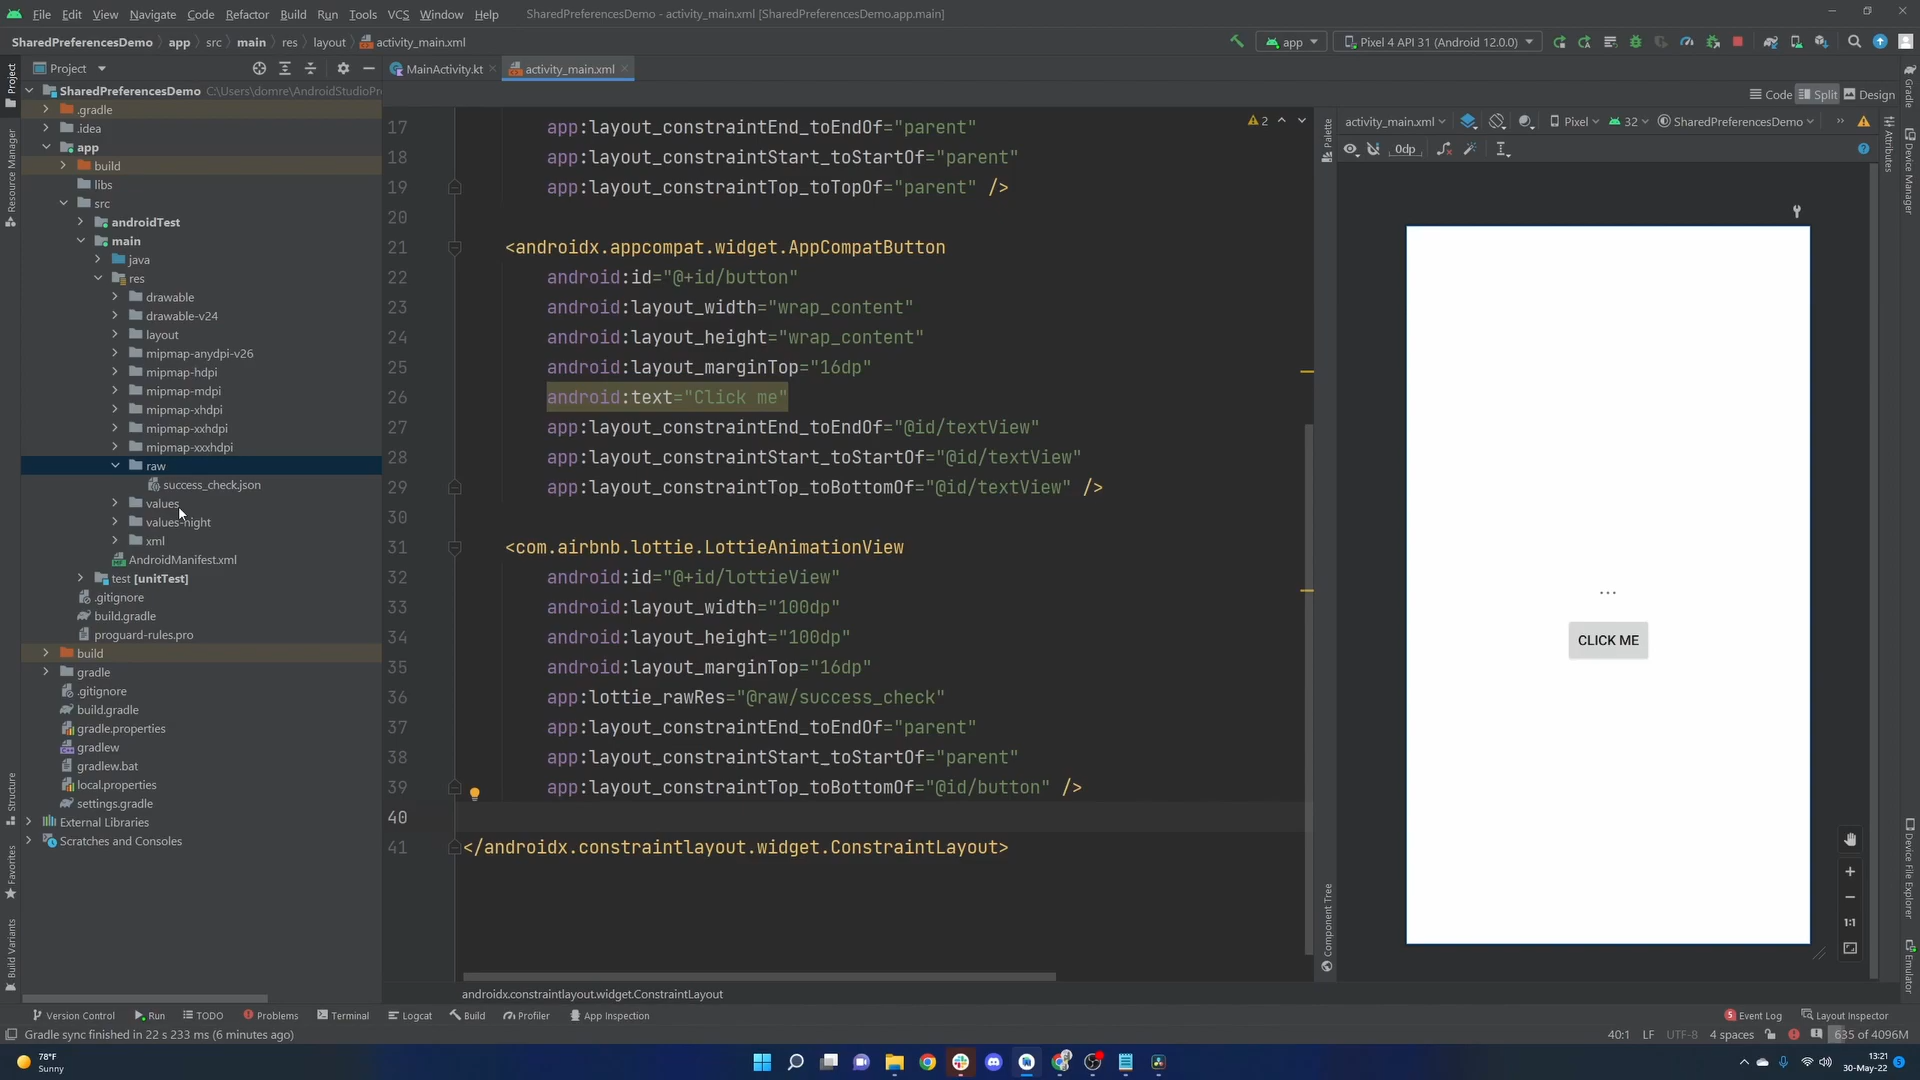 File Edit View Navigate Code Refactor Build Run Tools VCS Window Help SharedPreferencesDemo - activity_main.xml [SharedPreferencesDemo.app.main]
SharedPreferencesDemo app src main res layout activity_main.xml app Pixel 4 API 31 (Android 12.0.0)
Project MainActivity.kt activity_main.xml
Code Split Design
SharedPreferencesDemo C:\Users\domre\AndroidStudioPr
.gradle
.idea
app
build
libs
src
androidTest
main
java
res
drawable
drawable-v24
layout
mipmap-anydpi-v26
mipmap-hdpi
mipmap-mdpi
mipmap-xhdpi
mipmap-xxhdpi
mipmap-xxxhdpi
raw
success_check.json
values
values-night
xml
AndroidManifest.xml
test [unitTest]
.gitignore
build.gradle
proguard-rules.pro
build
gradle
.gitignore
build.gradle
gradle.properties
gradlew
gradlew.bat
local.properties
settings.gradle
External Libraries
Scratches and Consoles
Project
Resource Manager
Structure
Favorites
Build Variants
17 app:layout_constraintEnd_toEndOf="parent"
18 app:layout_constraintStart_toStartOf="parent"
19 app:layout_constraintTop_toTopOf="parent" />
20
21 <androidx.appcompat.widget.AppCompatButton
22 android:id="@+id/button"
23 android:layout_width="wrap_content"
24 android:layout_height="wrap_content"
25 android:layout_marginTop="16dp"
26 android:text="Click me"
27 app:layout_constraintEnd_toEndOf="@id/textView"
28 app:layout_constraintStart_toStartOf="@id/textView"
29 app:layout_constraintTop_toBottomOf="@id/textView" />
30
31 <com.airbnb.lottie.LottieAnimationView
32 android:id="@+id/lottieView"
33 android:layout_width="100dp"
34 android:layout_height="100dp"
35 android:layout_marginTop="16dp"
36 app:lottie_rawRes="@raw/success_check"
37 app:layout_constraintEnd_toEndOf="parent"
38 app:layout_constraintStart_toStartOf="parent"
39 app:layout_constraintTop_toBottomOf="@id/button" />
40
41 </androidx.constraintlayout.widget.ConstraintLayout>
2
androidx.constraintlayout.widget.ConstraintLayout
Palette
Component Tree
activity_main.xml Pixel 32 SharedPreferencesDemo
0dp
...
CLICK ME
1:1
Attributes
Gradle
Device Manager
Device File Explorer
Emulator
Version Control Run TODO Problems Terminal Logcat Build Profiler App Inspection 5 Event Log Layout Inspector
Gradle sync finished in 22 s 233 ms (6 minutes ago) 40:1 LF UTF-8 4 spaces 635 of 4096M
78°F
Sunny
13:21
30-May-22
5